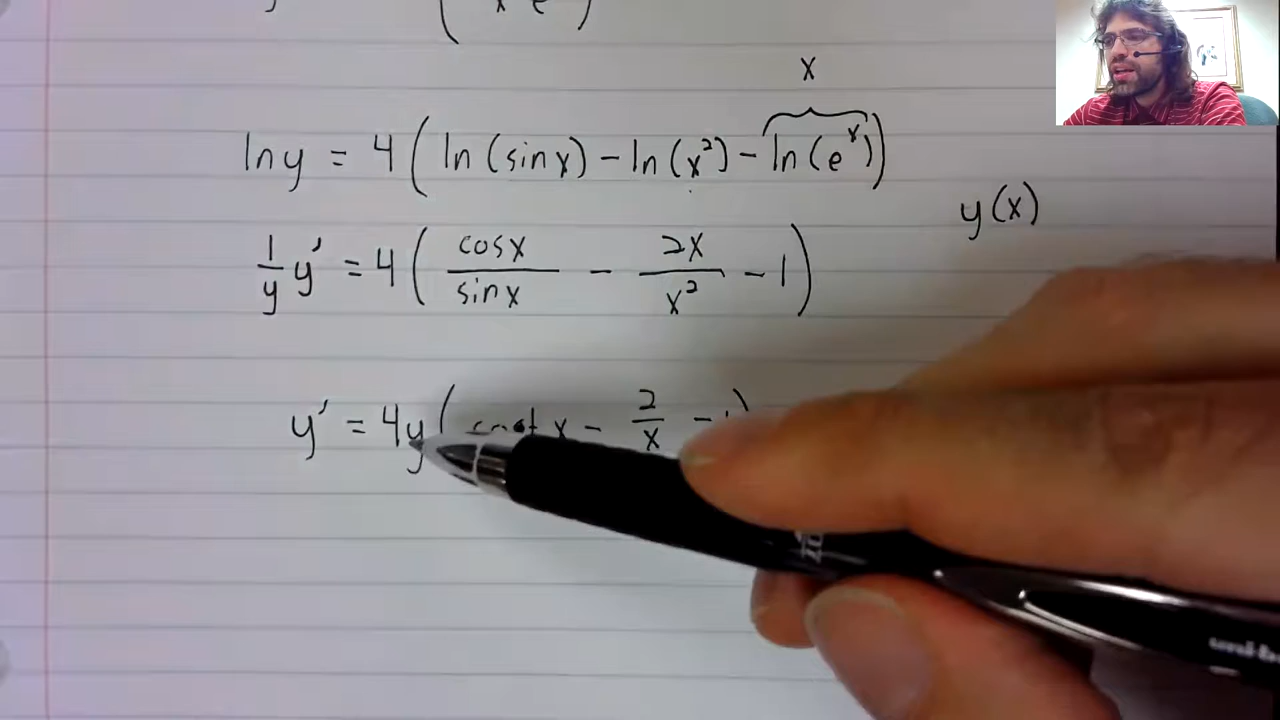 x² e
x
ln y = 4 ( ln (sin x) − ln (x²) − ln (eˣ) )
y(x)
1/y y' = 4 ( cos x / sin x − 2x / x² − 1 )
y' = 4y ( cot x − 2/x − 1 )